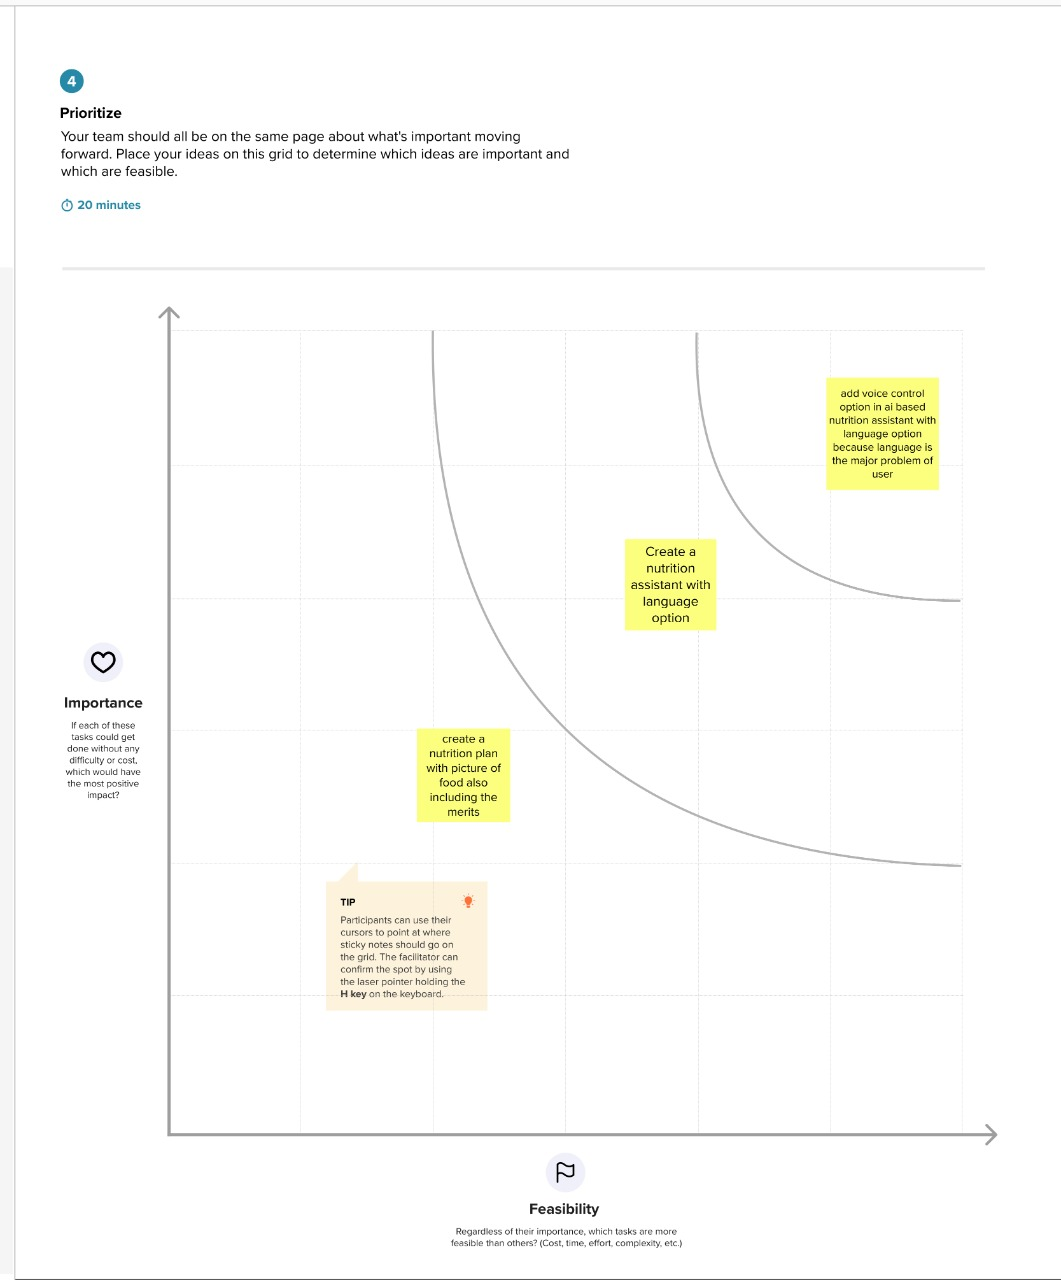 4
Prioritize
Your team should all be on the same page about what's important moving
forward. Place your ideas on this grid to determine which ideas are important and
which are feasible.
20 minutes
add voice control
option in ai based
nutrition assistant with
language option
because language is
the major problem of
user
Create a
nutrition
assistant with
language
option
Importance
If each of these
tasks could get
done without any
difficulty or cost,
which would have
the most positive
impact?
create a
nutrition plan
with picture of
food also
including the
merits
TIP
Participants can use their
cursors to point at where
sticky notes should go on
the grid. The facilitator can
confirm the spot by using
the laser pointer holding the
H key on the keyboard.
Feasibility
Regardless of their importance, which tasks are more
feasible than others? (Cost, time, effort, complexity, etc.)